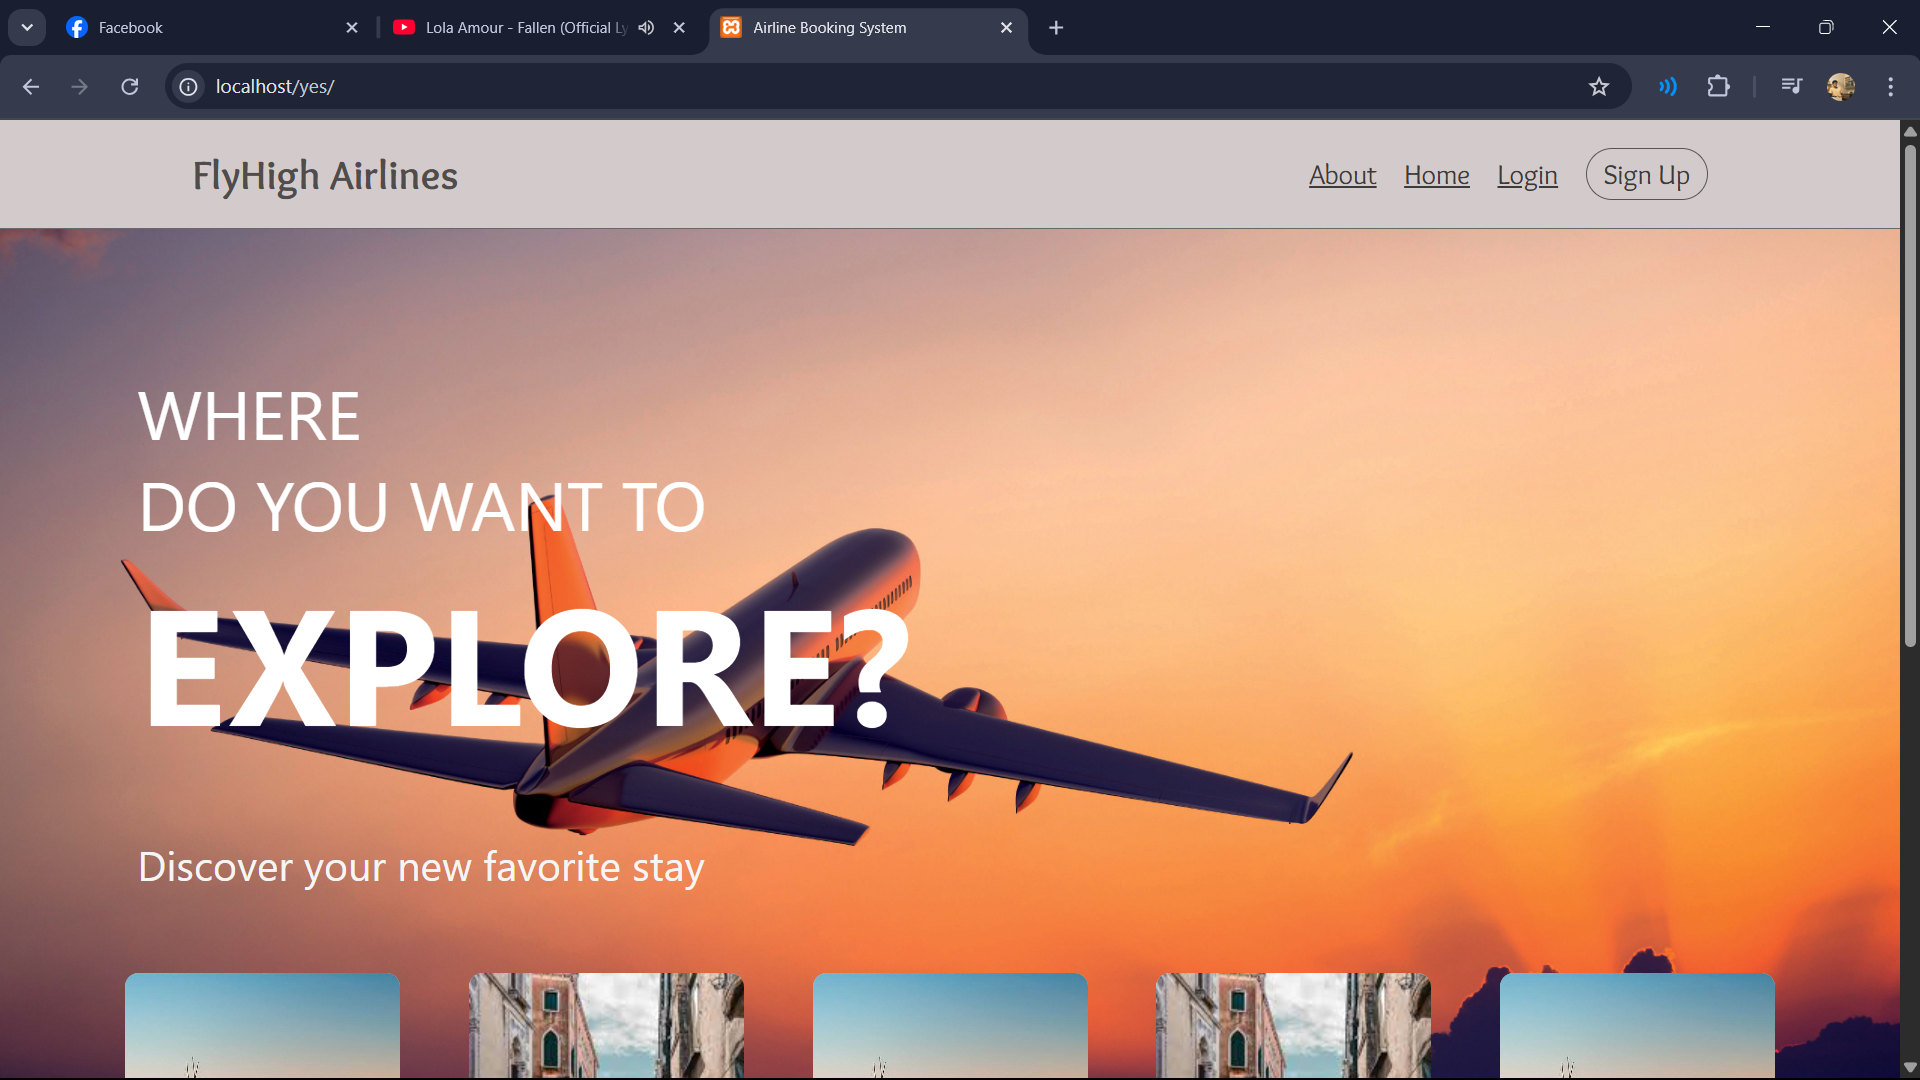 Facebook
Lola Amour - Fallen (Official Ly
Airline Booking System
localhost/yes/
FlyHigh Airlines
About Home Login Sign Up
WHERE
DO YOU WANT TO
EXPLORE?
Discover your new favorite stay